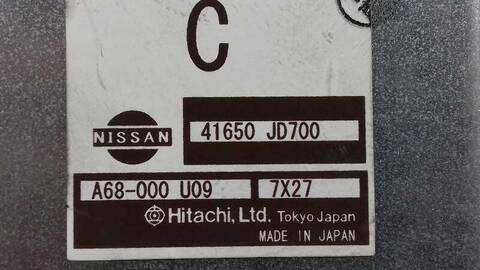 C
NISSAN
41650 JD700
A68-000 U09
7X27
Hitachi, Ltd. Tokyo Japan
MADE IN JAPAN